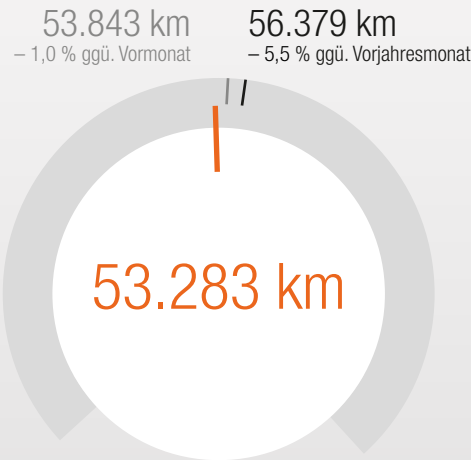 53.843 km
– 1,0 % ggü. Vormonat
56.379 km
– 5,5 % ggü. Vorjahresmonat
53.283 km